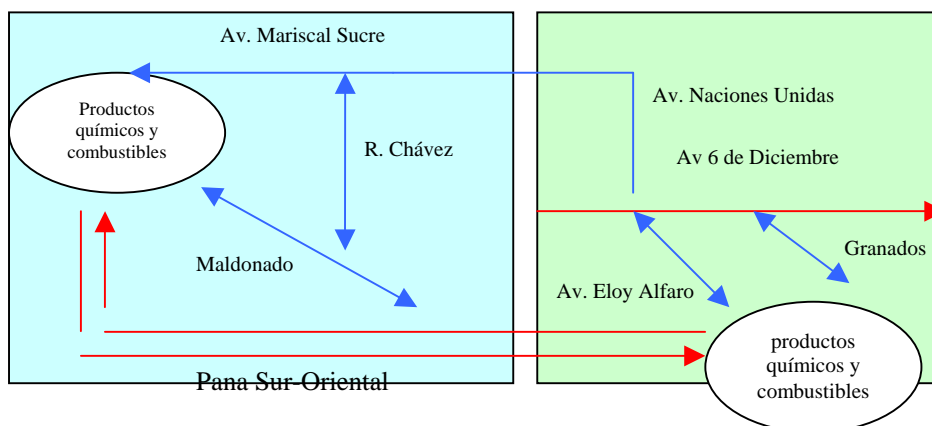 Av. Mariscal Sucre
Productos
químicos y
combustibles
R. Chávez
Maldonado
Pana Sur-Oriental
Av. Naciones Unidas
Av 6 de Diciembre
Granados
Av. Eloy Alfaro
productos
químicos y
combustibles